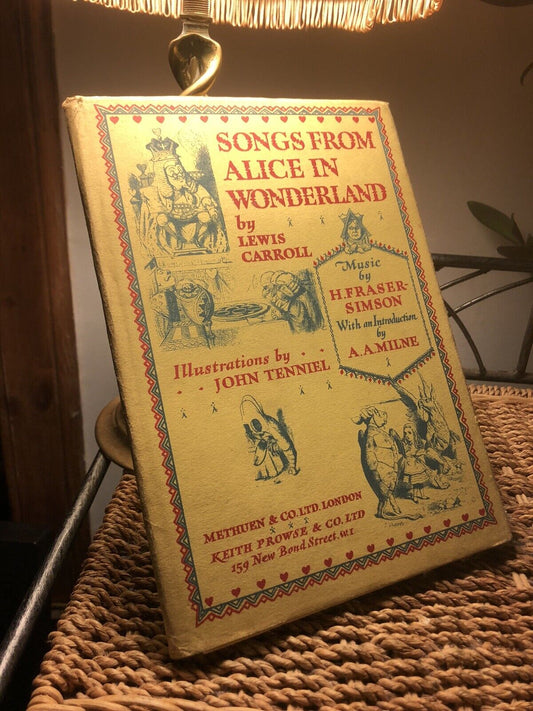 SONGS FROM
ALICE IN
WONDERLAND
by
LEWIS
CARROLL
Music
by
H. FRASER-
SIMSON
With an Introduction
by
A. A. MILNE
Illustrations by . .
. . JOHN TENNIEL
METHUEN & CO. LTD. LONDON
KEITH PROWSE & CO. LTD
159 New Bond Street. W.1